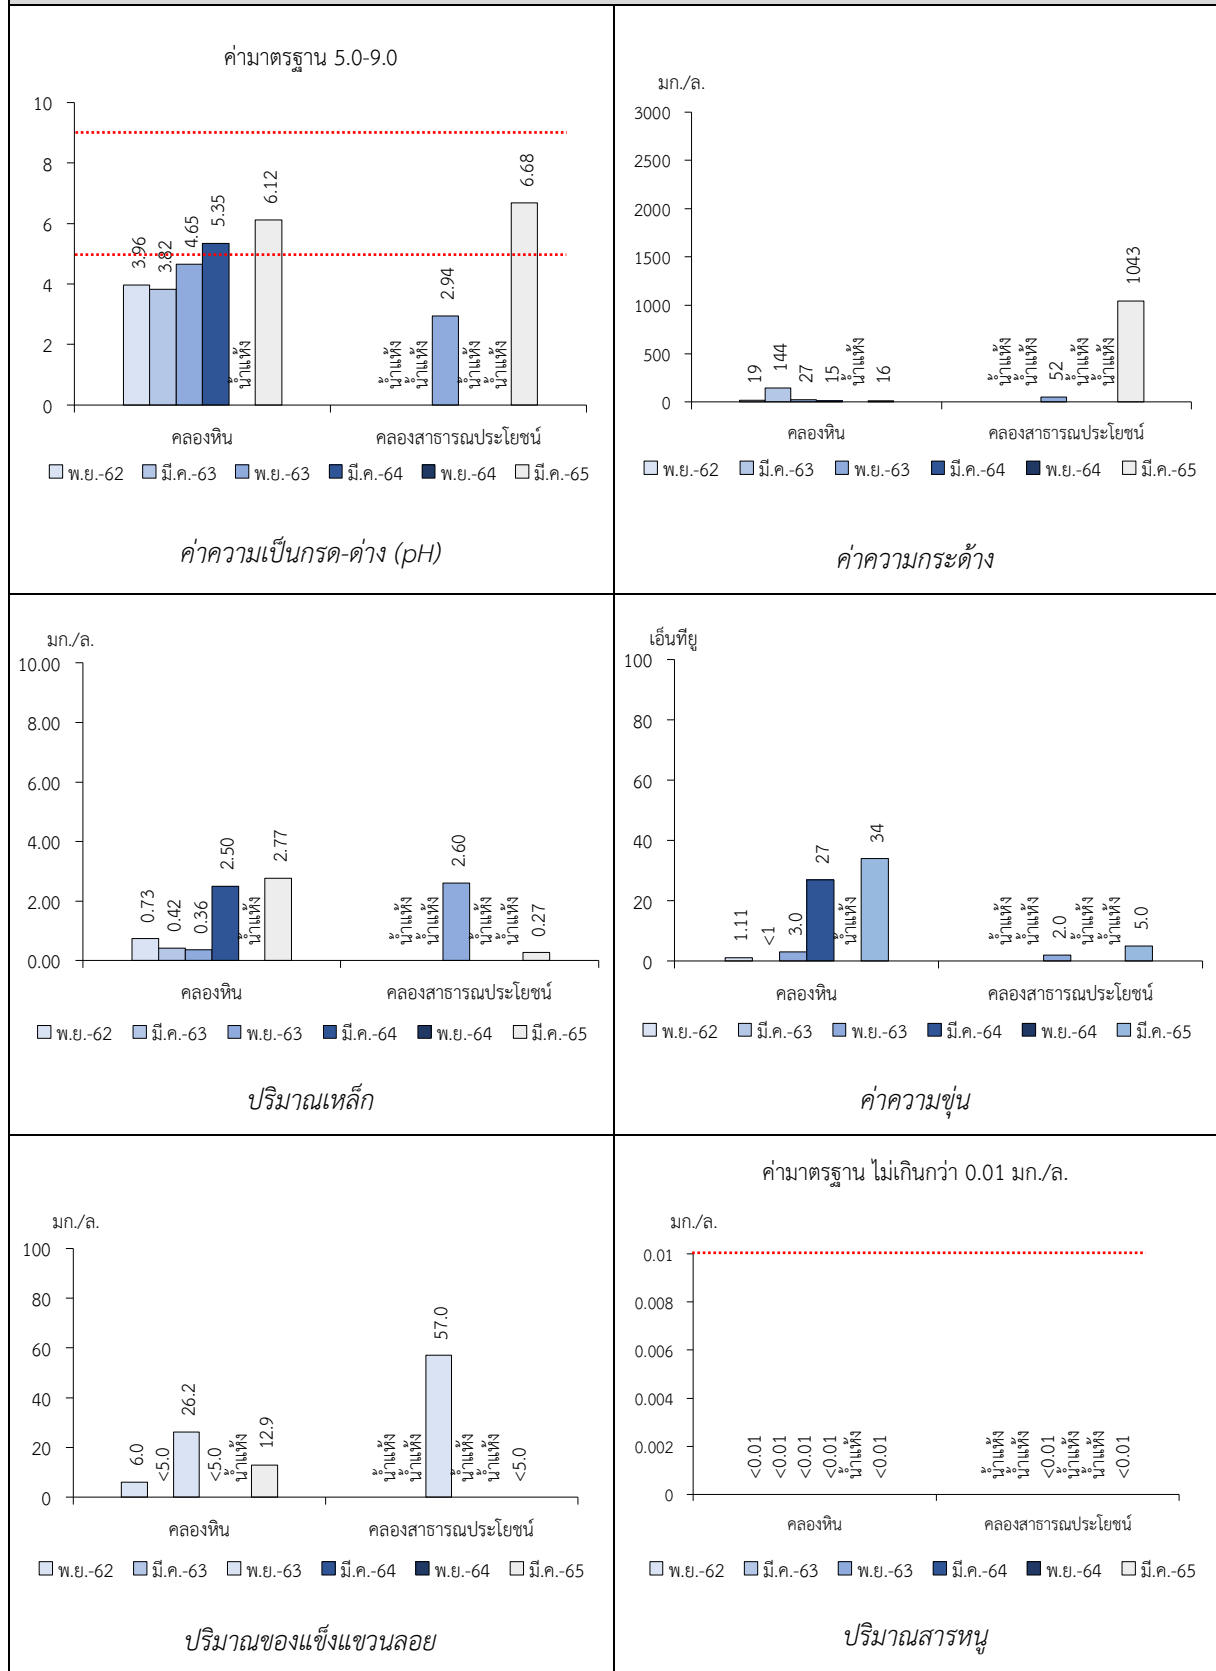 ค่ามาตรฐาน 5.0-9.0
10
8
6
4
2
0
3.96
3.82
4.65
5.35
น้ำแห้ง
6.12
น้ำแห้ง
น้ำแห้ง
2.94
น้ำแห้ง
น้ำแห้ง
6.68
คลองหิน
คลองสาธารณประโยชน์
พ.ย.-62 มี.ค.-63 พ.ย.-63 มี.ค.-64 พ.ย.-64 มี.ค.-65
ค่าความเป็นกรด-ด่าง (pH)
มก./ล.
3000
2500
2000
1500
1000
500
0
19
144
27
15
น้ำแห้ง
16
น้ำแห้ง
น้ำแห้ง
52
น้ำแห้ง
น้ำแห้ง
1043
คลองหิน
คลองสาธารณประโยชน์
พ.ย.-62 มี.ค.-63 พ.ย.-63 มี.ค.-64 พ.ย.-64 มี.ค.-65
ค่าความกระด้าง
มก./ล.
10.00
8.00
6.00
4.00
2.00
0.00
0.73
0.42
0.36
2.50
น้ำแห้ง
2.77
น้ำแห้ง
น้ำแห้ง
2.60
น้ำแห้ง
น้ำแห้ง
0.27
คลองหิน
คลองสาธารณประโยชน์
พ.ย.-62 มี.ค.-63 พ.ย.-63 มี.ค.-64 พ.ย.-64 มี.ค.-65
ปริมาณเหล็ก
เอ็นทียู
100
80
60
40
20
0
1.11
<1
3.0
27
น้ำแห้ง
34
น้ำแห้ง
น้ำแห้ง
2.0
น้ำแห้ง
น้ำแห้ง
5.0
คลองหิน
คลองสาธารณประโยชน์
พ.ย.-62 มี.ค.-63 พ.ย.-63 มี.ค.-64 พ.ย.-64 มี.ค.-65
ค่าความขุ่น
มก./ล.
100
80
60
40
20
0
6.0
<5.0
26.2
<5.0
น้ำแห้ง
12.9
น้ำแห้ง
น้ำแห้ง
57.0
น้ำแห้ง
น้ำแห้ง
<5.0
คลองหิน
คลองสาธารณประโยชน์
พ.ย.-62 มี.ค.-63 พ.ย.-63 มี.ค.-64 พ.ย.-64 มี.ค.-65
ปริมาณของแข็งแขวนลอย
ค่ามาตรฐาน ไม่เกินกว่า 0.01 มก./ล.
มก./ล.
0.01
0.008
0.006
0.004
0.002
0
<0.01
<0.01
<0.01
<0.01
น้ำแห้ง
<0.01
น้ำแห้ง
น้ำแห้ง
<0.01
น้ำแห้ง
น้ำแห้ง
<0.01
คลองหิน
คลองสาธารณประโยชน์
พ.ย.-62 มี.ค.-63 พ.ย.-63 มี.ค.-64 พ.ย.-64 มี.ค.-65
ปริมาณสารหนู